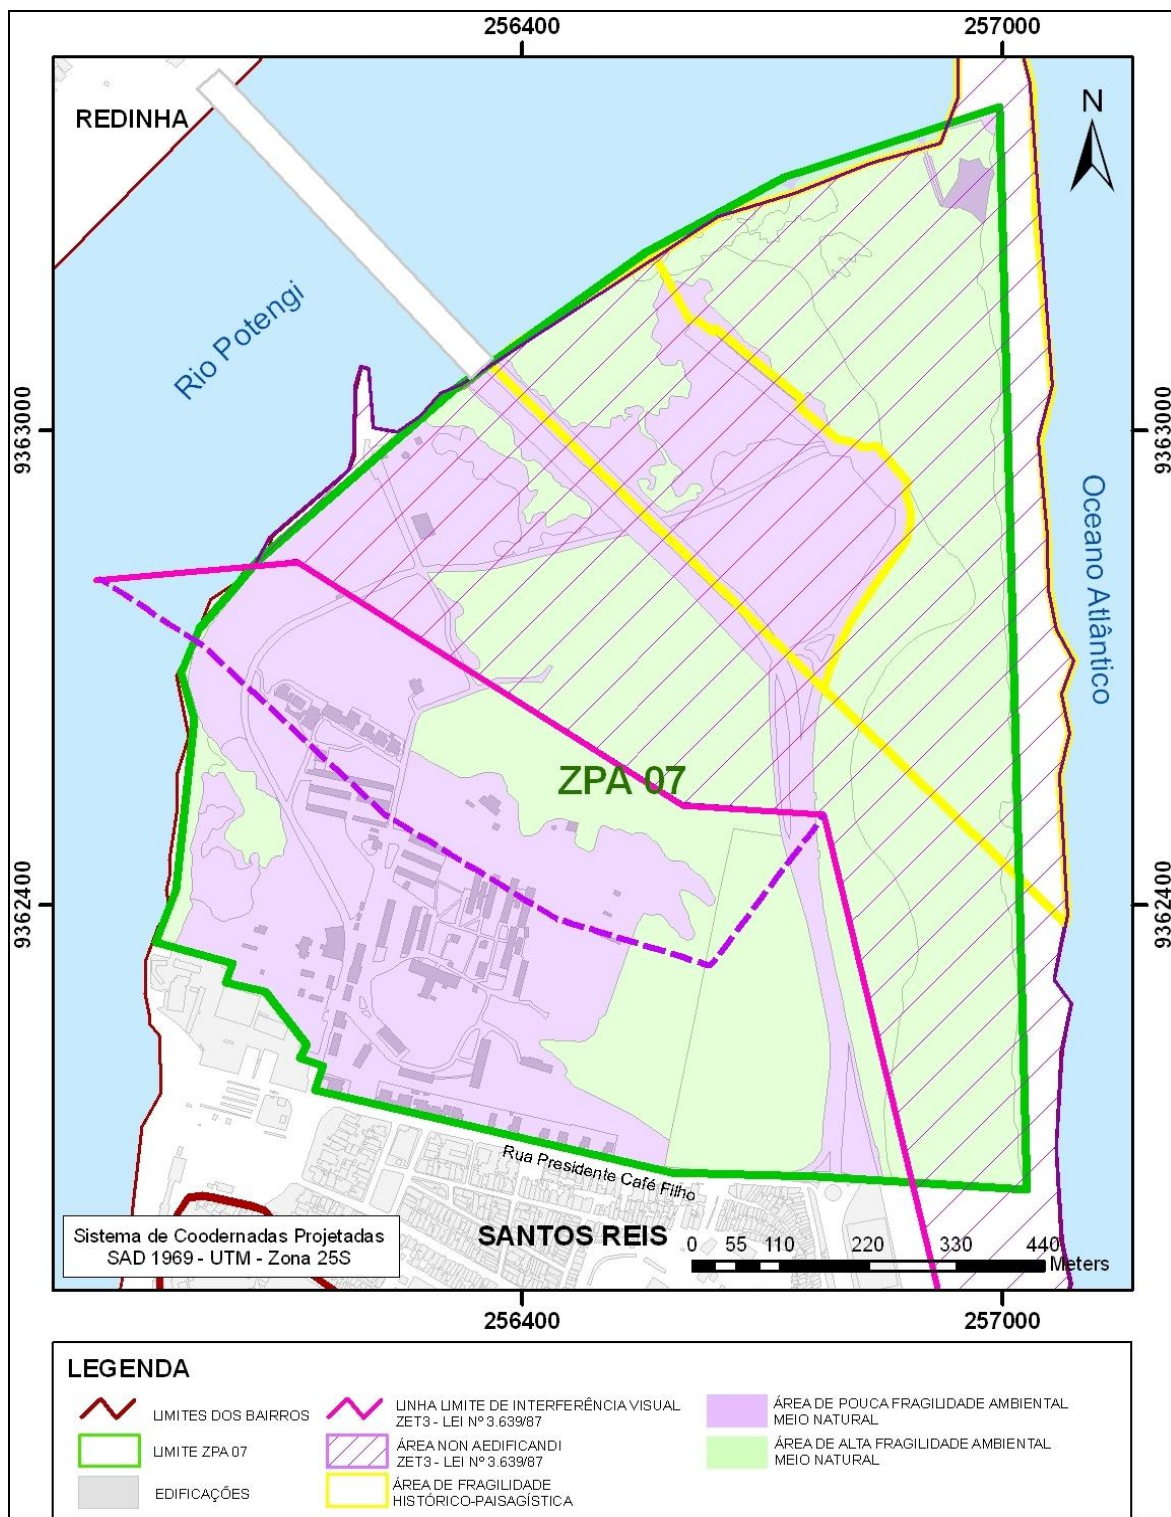 256400
257000
REDINHA
N
Rio Potengi
9363000
9363000
Oceano Atlântico
ZPA 07
9362400
9362400
Rua Presidente Café Filho
SANTOS REIS
Sistema de Coodernadas Projetadas
SAD 1969 - UTM - Zona 25S
0 55 110 220 330 440
Meters
256400
257000
LEGENDA
LIMITES DOS BAIRROS
LIMITE ZPA 07
EDIFICAÇÕES
LINHA LIMITE DE INTERFERÊNCIA VISUAL
ZET3 - LEI Nº 3.639/87
ÁREA NON AEDIFICANDI
ZET3 - LEI Nº 3.639/87
ÁREA DE FRAGILIDADE
HISTÓRICO-PAISAGÍSTICA
ÁREA DE POUCA FRAGILIDADE AMBIENTAL
MEIO NATURAL
ÁREA DE ALTA FRAGILIDADE AMBIENTAL
MEIO NATURAL